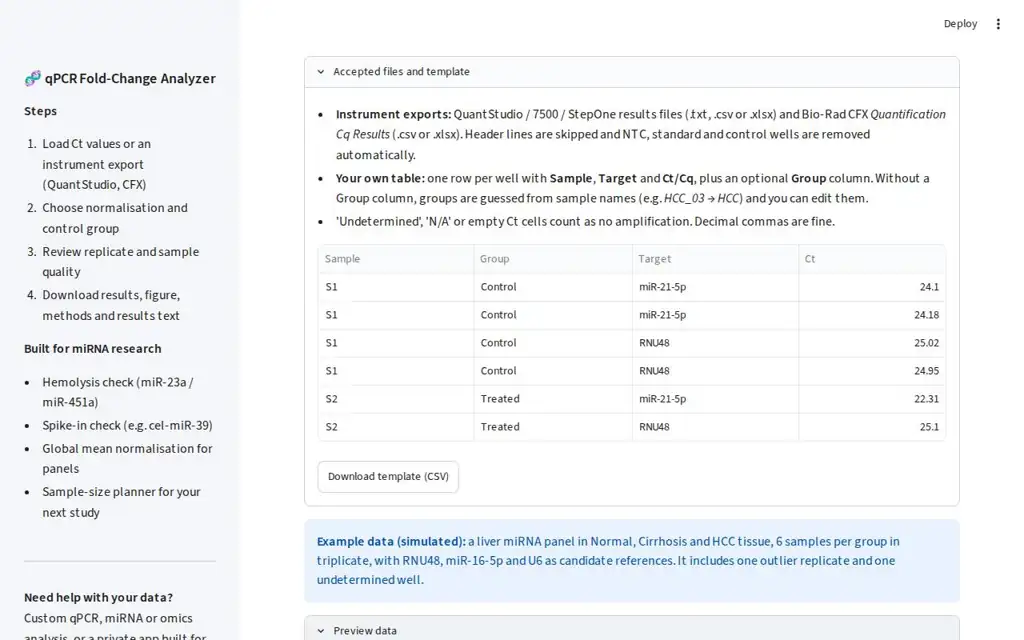 Deploy
🧬 qPCR Fold-Change Analyzer
Steps
1. Load Ct values or an
instrument export
(QuantStudio, CFX)
2. Choose normalisation and
control group
3. Review replicate and sample
quality
4. Download results, figure,
methods and results text
Built for miRNA research
• Hemolysis check (miR-23a /
miR-451a)
• Spike-in check (e.g. cel-miR-39)
• Global mean normalisation for
panels
• Sample-size planner for your
next study
Need help with your data?
Custom qPCR, miRNA or omics
analysis, or a private app built for
Accepted files and template
• Instrument exports: QuantStudio / 7500 / StepOne results files (.txt, .csv or .xlsx) and Bio-Rad CFX Quantification
Cq Results (.csv or .xlsx). Header lines are skipped and NTC, standard and control wells are removed
automatically.
• Your own table: one row per well with Sample, Target and Ct/Cq, plus an optional Group column. Without a
Group column, groups are guessed from sample names (e.g. HCC_03 → HCC) and you can edit them.
• 'Undetermined', 'N/A' or empty Ct cells count as no amplification. Decimal commas are fine.
Sample Group Target Ct
S1 Control miR-21-5p 24.1
S1 Control miR-21-5p 24.18
S1 Control RNU48 25.02
S1 Control RNU48 24.95
S2 Treated miR-21-5p 22.31
S2 Treated RNU48 25.1
Download template (CSV)
Example data (simulated): a liver miRNA panel in Normal, Cirrhosis and HCC tissue, 6 samples per group in
triplicate, with RNU48, miR-16-5p and U6 as candidate references. It includes one outlier replicate and one
undetermined well.
Preview data